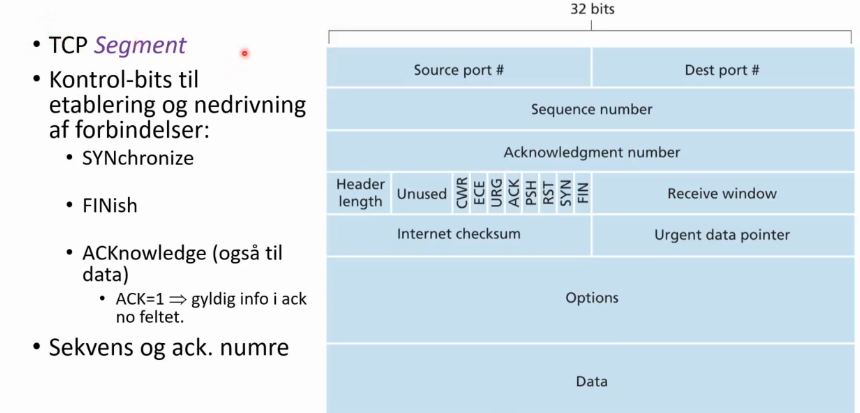 • TCP Segment
• Kontrol-bits til
etablering og nedrivning
af forbindelser:
• SYNchronize
• FINish
• ACKnowledge (også til
data)
• ACK=1 ⇒ gyldig info i ack
no feltet.
• Sekvens og ack. numre
32 bits
Source port #
Dest port #
Sequence number
Acknowledgment number
Header
length
Unused
CWR
ECE
URG
ACK
PSH
RST
SYN
FIN
Receive window
Internet checksum
Urgent data pointer
Options
Data